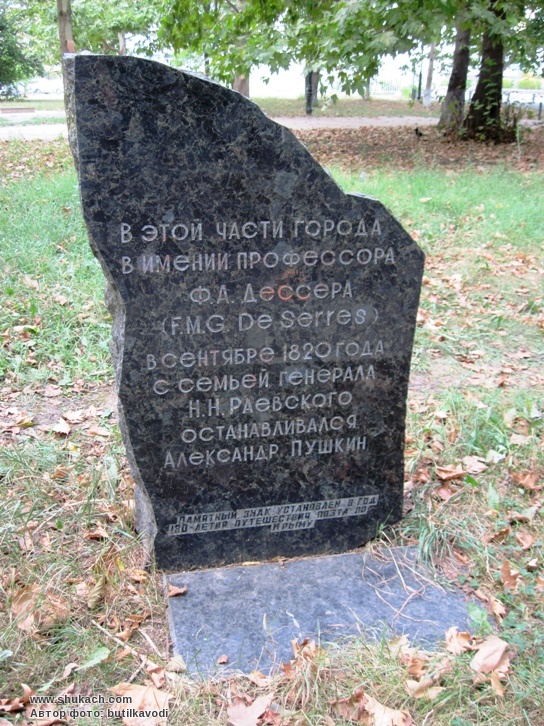 В ЭТОЙ ЧАСТИ ГОРОДА
В ИМЕНИИ ПРОФЕССОРА
Ф.Д. ДЕССЕРА
(F.M.G. De Serres)
В СЕНТЯБРЕ 1820 ГОДА
С СЕМЬЕЙ ГЕНЕРАЛА
Н.Н. РАЕВСКОГО
ОСТАНАВЛИВАЛСЯ
АЛЕКСАНДР ПУШКИН
ПАМЯТНЫЙ ЗНАК УСТАНОВЛЕН В ГОД
180-ЛЕТИЯ ПУТЕШЕСТВИЯ ПОЭТА ПО
КРЫМУ
www.shukach.com
Автор фото: butilkavodi